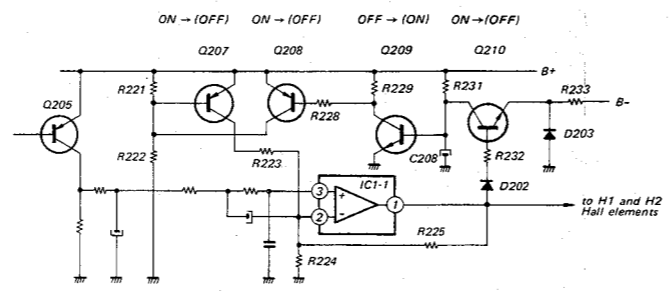 ON → (OFF) ON → (OFF) OFF → (ON) ON → (OFF)
Q207 Q208 Q209 Q210
B+
R221 R229 R231 R233
B-
Q205
R228
D203
R222 C208 R232
R223
IC1-1 D202
3 + 1
2 -
to H1 and H2
Hall elements
R225
R224